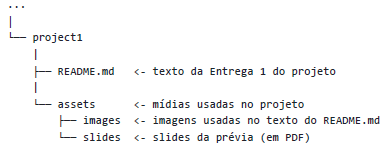 ...
|
└── project1
    |
    ├── README.md   <- texto da Entrega 1 do projeto
    |
    └── assets      <- mídias usadas no projeto
        ├── images  <- imagens usadas no texto do README.md
        └── slides  <- slides da prévia (em PDF)